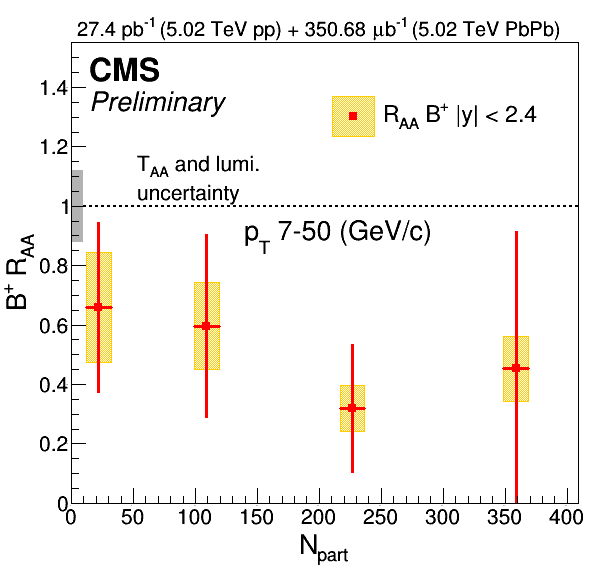 27.4 pb⁻¹ (5.02 TeV pp) + 350.68 μb⁻¹ (5.02 TeV PbPb)
CMS
Preliminary
R_AA B⁺ |y| < 2.4
T_AA and lumi.
uncertainty
p_T 7-50 (GeV/c)
B⁺ R_AA
1.4
1.2
1
0.8
0.6
0.4
0.2
0
0 50 100 150 200 250 300 350 400
N_part